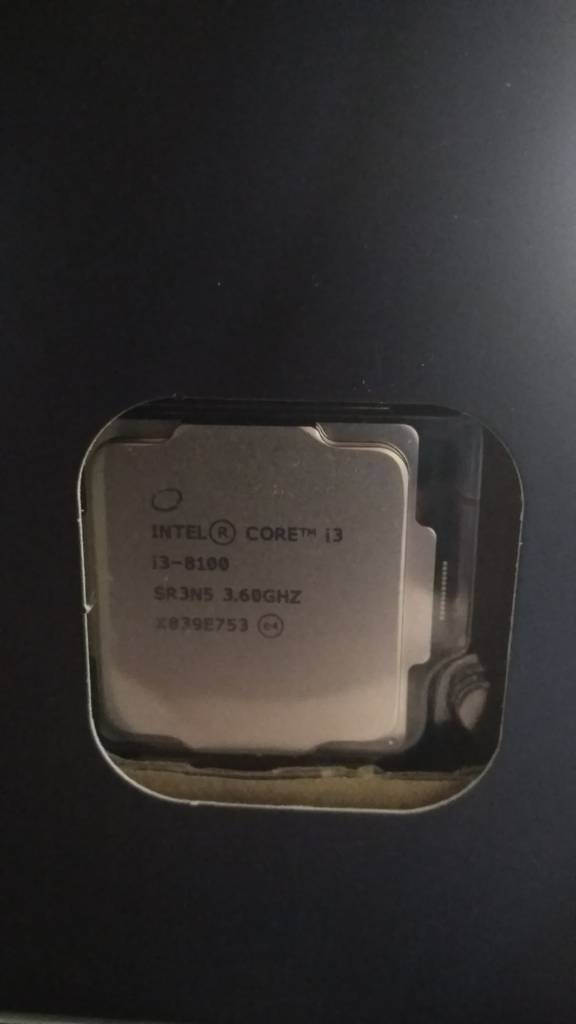 INTEL® CORE™ i3
i3-8100
SR3N5 3.60GHZ
X839E753 e4